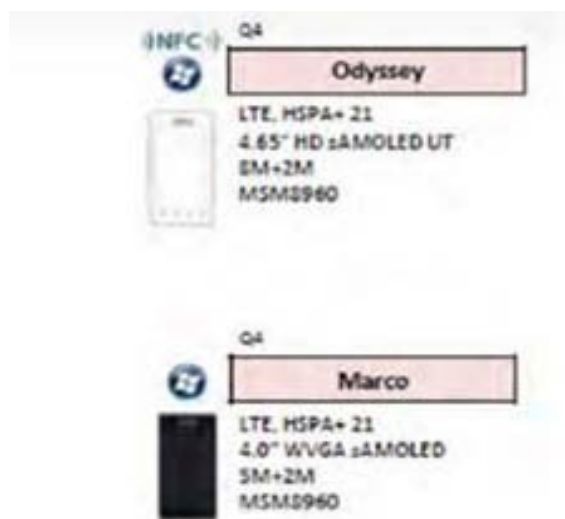 NFC
Q4
Odyssey
LTE, HSPA+ 21
4.65" HD sAMOLED UT
8M+2M
MSM8960
Q4
Marco
LTE, HSPA+ 21
4.0" WVGA sAMOLED
5M+2M
MSM8960